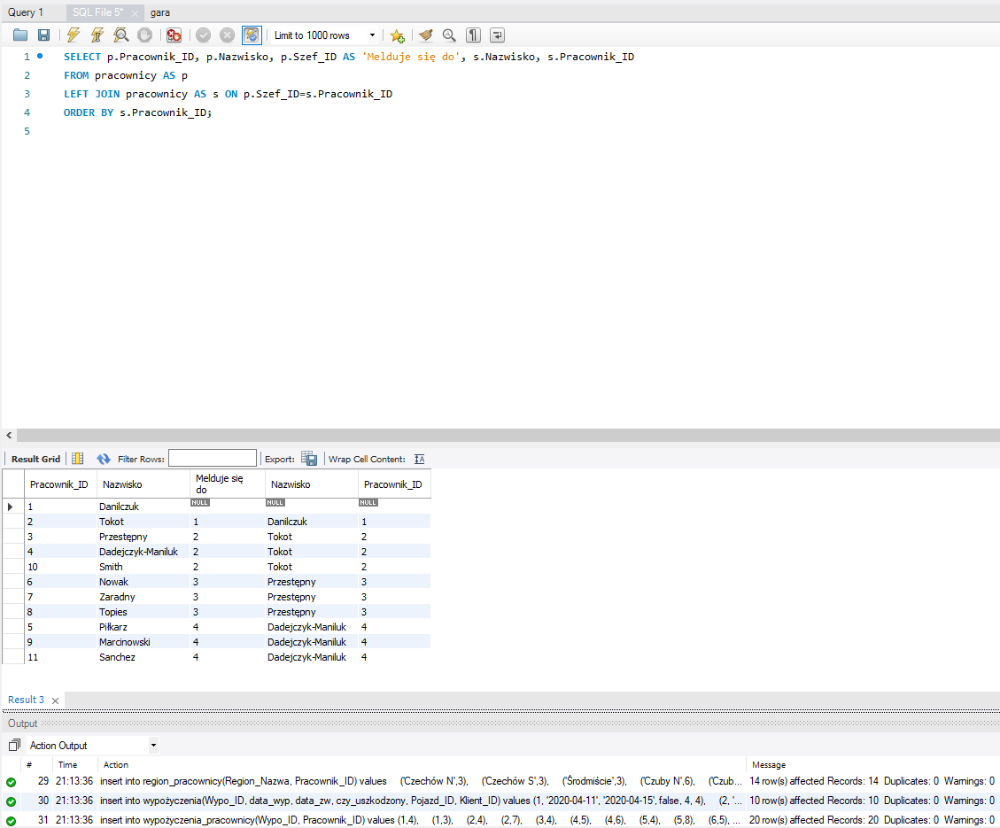 Query 1 SQL File 5* gara
Limit to 1000 rows
1 SELECT p.Pracownik_ID, p.Nazwisko, p.Szef_ID AS 'Melduje się do', s.Nazwisko, s.Pracownik_ID
2 FROM pracownicy AS p
3 LEFT JOIN pracownicy AS s ON p.Szef_ID=s.Pracownik_ID
4 ORDER BY s.Pracownik_ID;
5
Result Grid Filter Rows: Export: Wrap Cell Content:
Pracownik_ID Nazwisko Melduje się do Nazwisko Pracownik_ID
1 Danilczuk NULL NULL NULL
2 Tokot 1 Danilczuk 1
3 Przestępny 2 Tokot 2
4 Dadejczyk-Maniluk 2 Tokot 2
10 Smith 2 Tokot 2
6 Nowak 3 Przestępny 3
7 Zaradny 3 Przestępny 3
8 Topies 3 Przestępny 3
5 Piłkarz 4 Dadejczyk-Maniluk 4
9 Marcinowski 4 Dadejczyk-Maniluk 4
11 Sanchez 4 Dadejczyk-Maniluk 4
Result 3
Output
Action Output
# Time Action Message
29 21:13:36 insert into region_pracownicy(Region_Nazwa, Pracownik_ID) values ('Czechów N',3), ('Czechów S',3), ('Środmiście',3), ('Czuby N',6), ('Czub... 14 row(s) affected Records: 14 Duplicates: 0 Warnings: 0
30 21:13:36 insert into wypożyczenia(Wypo_ID, data_wyp, data_zw, czy_uszkodzony, Pojazd_ID, Klient_ID) values (1, '2020-04-11', '2020-04-15', false, 4, 4), (2, '... 10 row(s) affected Records: 10 Duplicates: 0 Warnings: 0
31 21:13:36 insert into wypożyczenia_pracownicy(Wypo_ID, Pracownik_ID) values (1,4), (1,3), (2,4), (2,7), (3,4), (4,5), (4,6), (5,4), (5,8), (6,5), ... 20 row(s) affected Records: 20 Duplicates: 0 Warnings: 0